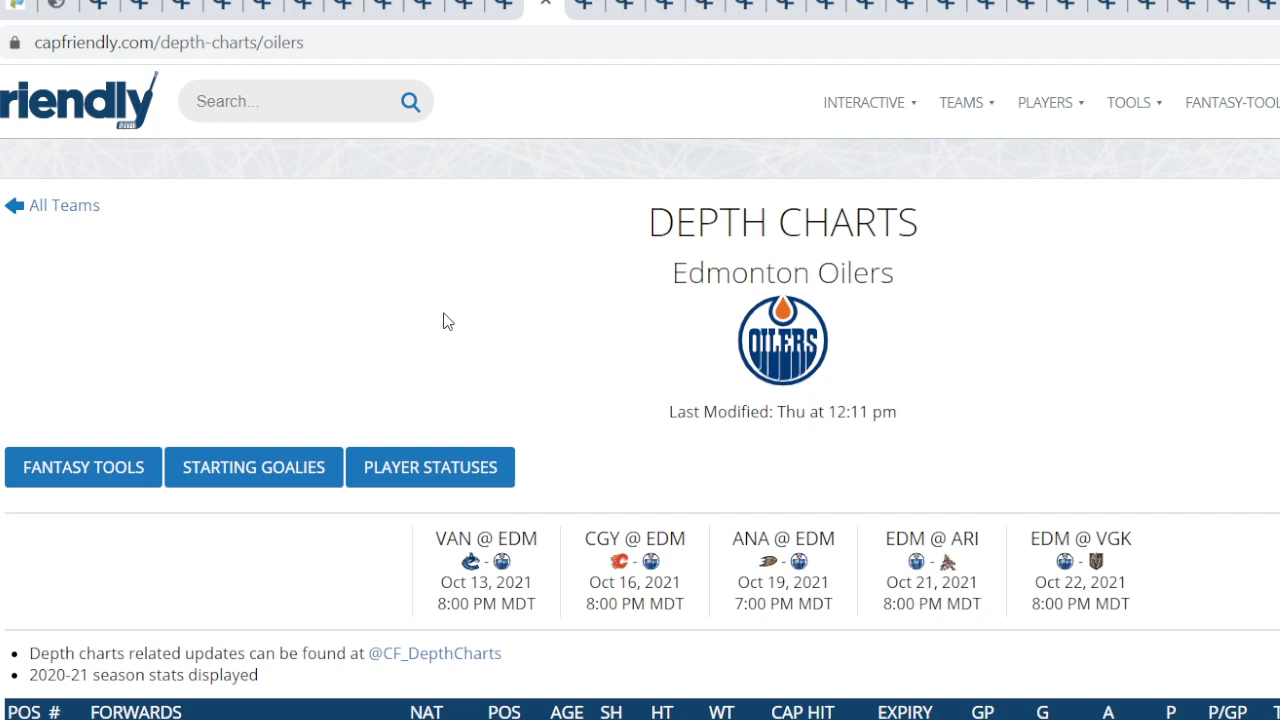 capfriendly.com/depth-charts/oilers
riendly
Search...
INTERACTIVE
TEAMS
PLAYERS
TOOLS
FANTASY-TOOL
All Teams
DEPTH CHARTS
Edmonton Oilers
OILERS
Last Modified: Thu at 12:11 pm
FANTASY TOOLS
STARTING GOALIES
PLAYER STATUSES
VAN @ EDM
-
Oct 13, 2021
8:00 PM MDT
CGY @ EDM
-
Oct 16, 2021
8:00 PM MDT
ANA @ EDM
-
Oct 19, 2021
7:00 PM MDT
EDM @ ARI
-
Oct 21, 2021
8:00 PM MDT
EDM @ VGK
-
Oct 22, 2021
8:00 PM MDT
• Depth charts related updates can be found at @CF_DepthCharts
• 2020-21 season stats displayed
POS # FORWARDS NAT POS AGE SH HT WT CAP HIT EXPIRY GP G A P P/GP